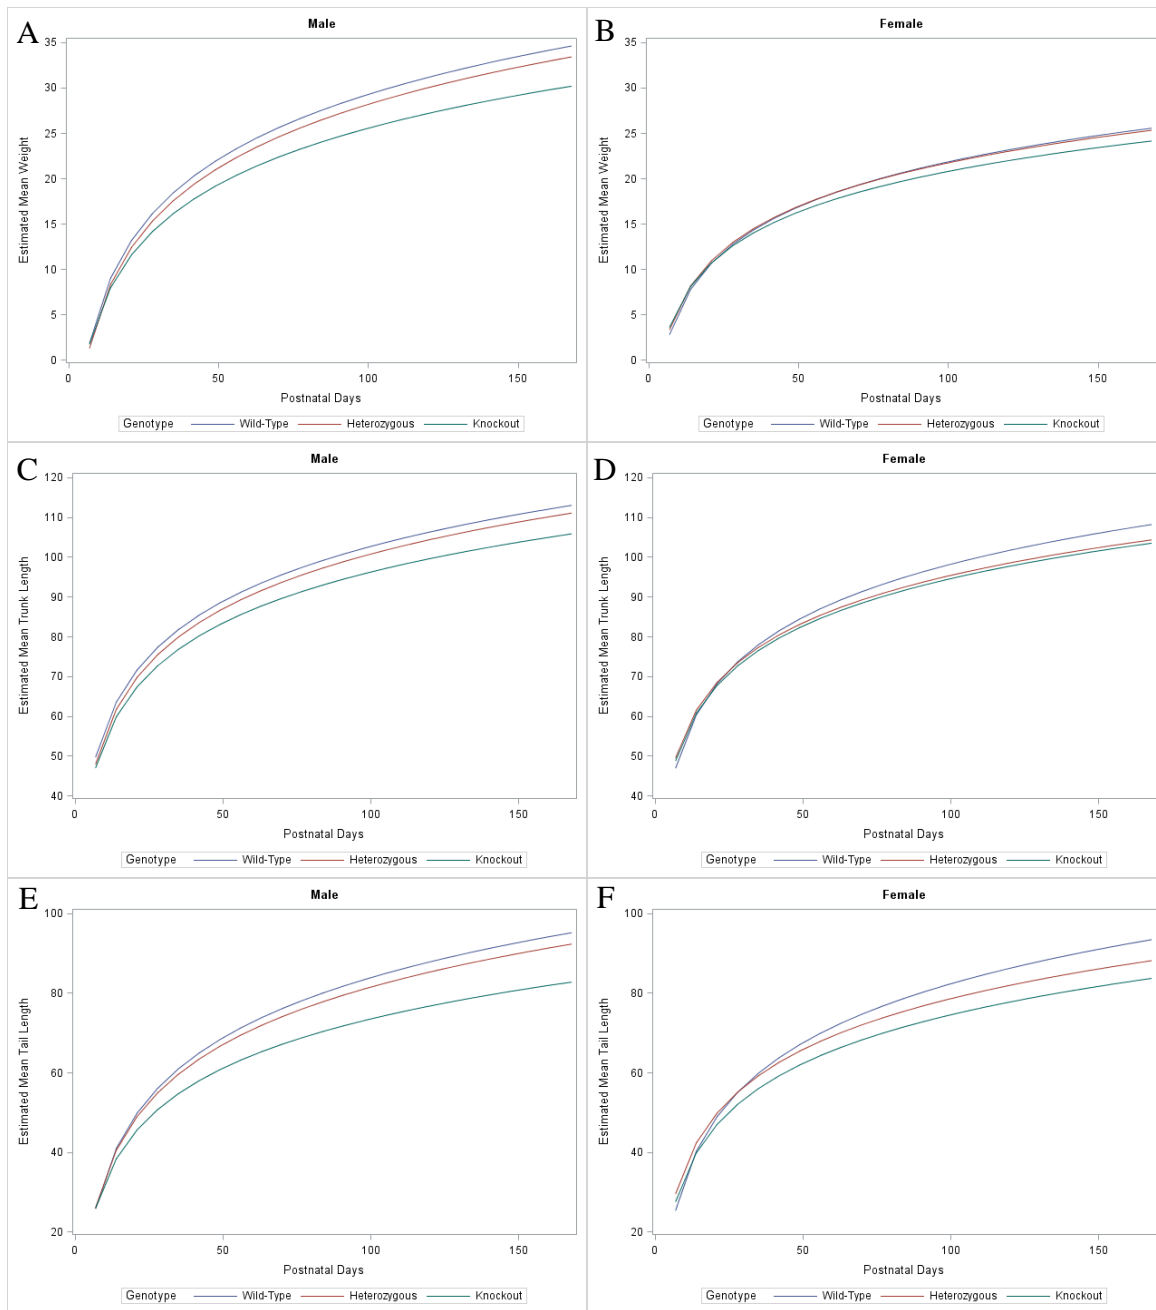 A
Male
35
30
25
20
15
10
5
0
Estimated Mean Weight
0 50 100 150
Postnatal Days
Genotype Wild-Type Heterozygous Knockout
B
Female
35
30
25
20
15
10
5
0
Estimated Mean Weight
0 50 100 150
Postnatal Days
Genotype Wild-Type Heterozygous Knockout
C
Male
120
110
100
90
80
70
60
50
40
Estimated Mean Trunk Length
0 50 100 150
Postnatal Days
Genotype Wild-Type Heterozygous Knockout
D
Female
120
110
100
90
80
70
60
50
40
Estimated Mean Trunk Length
0 50 100 150
Postnatal Days
Genotype Wild-Type Heterozygous Knockout
E
Male
100
80
60
40
20
Estimated Mean Tail Length
0 50 100 150
Postnatal Days
Genotype Wild-Type Heterozygous Knockout
F
Female
100
80
60
40
20
Estimated Mean Tail Length
0 50 100 150
Postnatal Days
Genotype Wild-Type Heterozygous Knockout